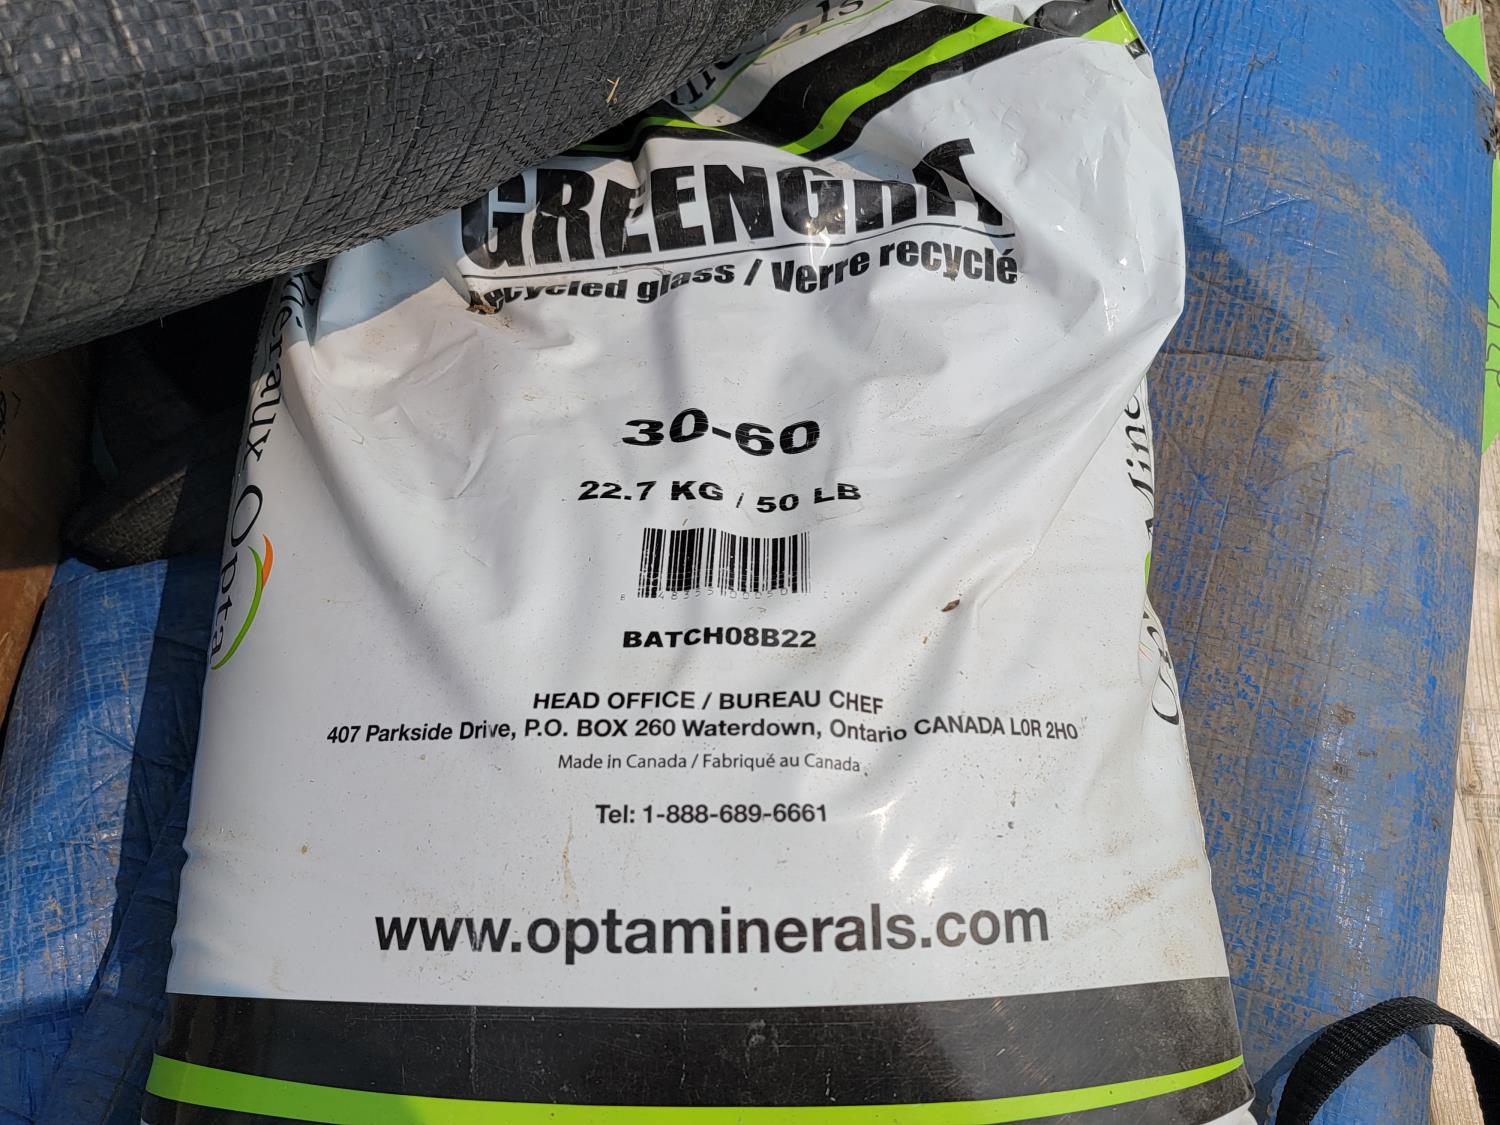 GREENGRIT
recycled glass / Verre recyclé
30-60
22.7 KG / 50 LB
BATCH08B22
HEAD OFFICE / BUREAU CHEF
407 Parkside Drive, P.O. BOX 260 Waterdown, Ontario CANADA L0R 2H0
Made in Canada / Fabriqué au Canada
Tel: 1-888-689-6661
www.optaminerals.com
Opta